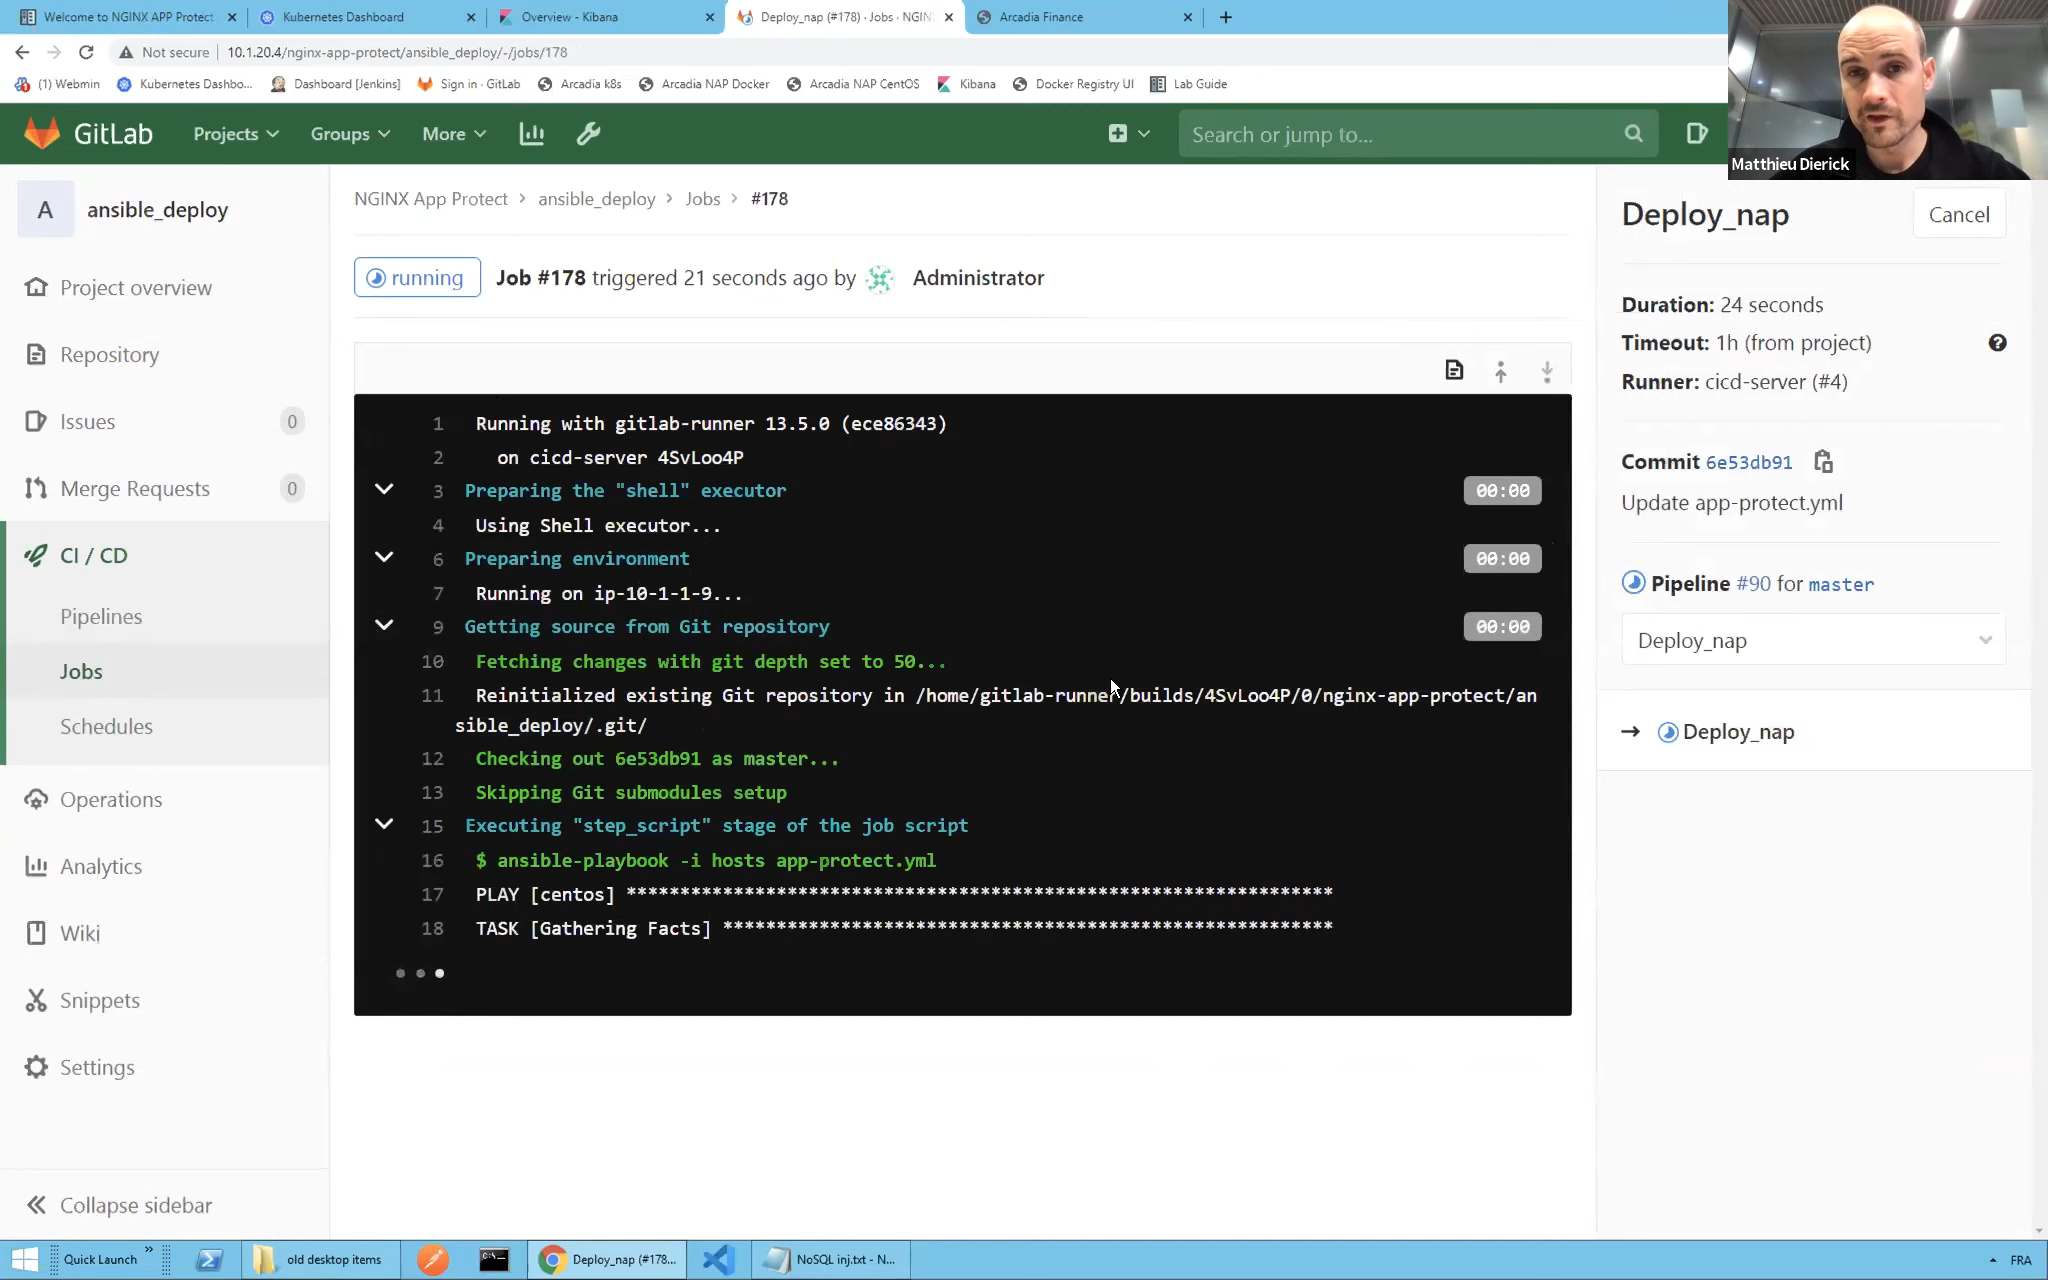 Welcome to NGINX APP Protect
Kubernetes Dashboard
Overview - Kibana
Deploy_nap (#178) · Jobs · NGIN
Arcadia Finance
Not secure
10.1.20.4/nginx-app-protect/ansible_deploy/-/jobs/178
(1) Webmin
Kubernetes Dashbo...
Dashboard [Jenkins]
Sign in · GitLab
Arcadia k8s
Arcadia NAP Docker
Arcadia NAP CentOS
Kibana
Docker Registry UI
Lab Guide
GitLab
Projects
Groups
More
Search or jump to...
Matthieu Dierick
A
ansible_deploy
Project overview
Repository
Issues 0
Merge Requests 0
CI / CD
Pipelines
Jobs
Schedules
Operations
Analytics
Wiki
Snippets
Settings
Collapse sidebar
NGINX App Protect > ansible_deploy > Jobs > #178
running
Job #178 triggered 21 seconds ago by Administrator
1 Running with gitlab-runner 13.5.0 (ece86343)
2 on cicd-server 4SvLoo4P
3 Preparing the "shell" executor 00:00
4 Using Shell executor...
6 Preparing environment 00:00
7 Running on ip-10-1-1-9...
9 Getting source from Git repository 00:00
10 Fetching changes with git depth set to 50...
11 Reinitialized existing Git repository in /home/gitlab-runner/builds/4SvLoo4P/0/nginx-app-protect/an
sible_deploy/.git/
12 Checking out 6e53db91 as master...
13 Skipping Git submodules setup
15 Executing "step_script" stage of the job script
16 $ ansible-playbook -i hosts app-protect.yml
17 PLAY [centos] ******************************************************************
18 TASK [Gathering Facts] *********************************************************
Deploy_nap
Cancel
Duration: 24 seconds
Timeout: 1h (from project)
Runner: cicd-server (#4)
Commit 6e53db91
Update app-protect.yml
Pipeline #90 for master
Deploy_nap
→ Deploy_nap
Quick Launch
old desktop items
Deploy_nap (#178...
NoSQL inj.txt - N...
FRA